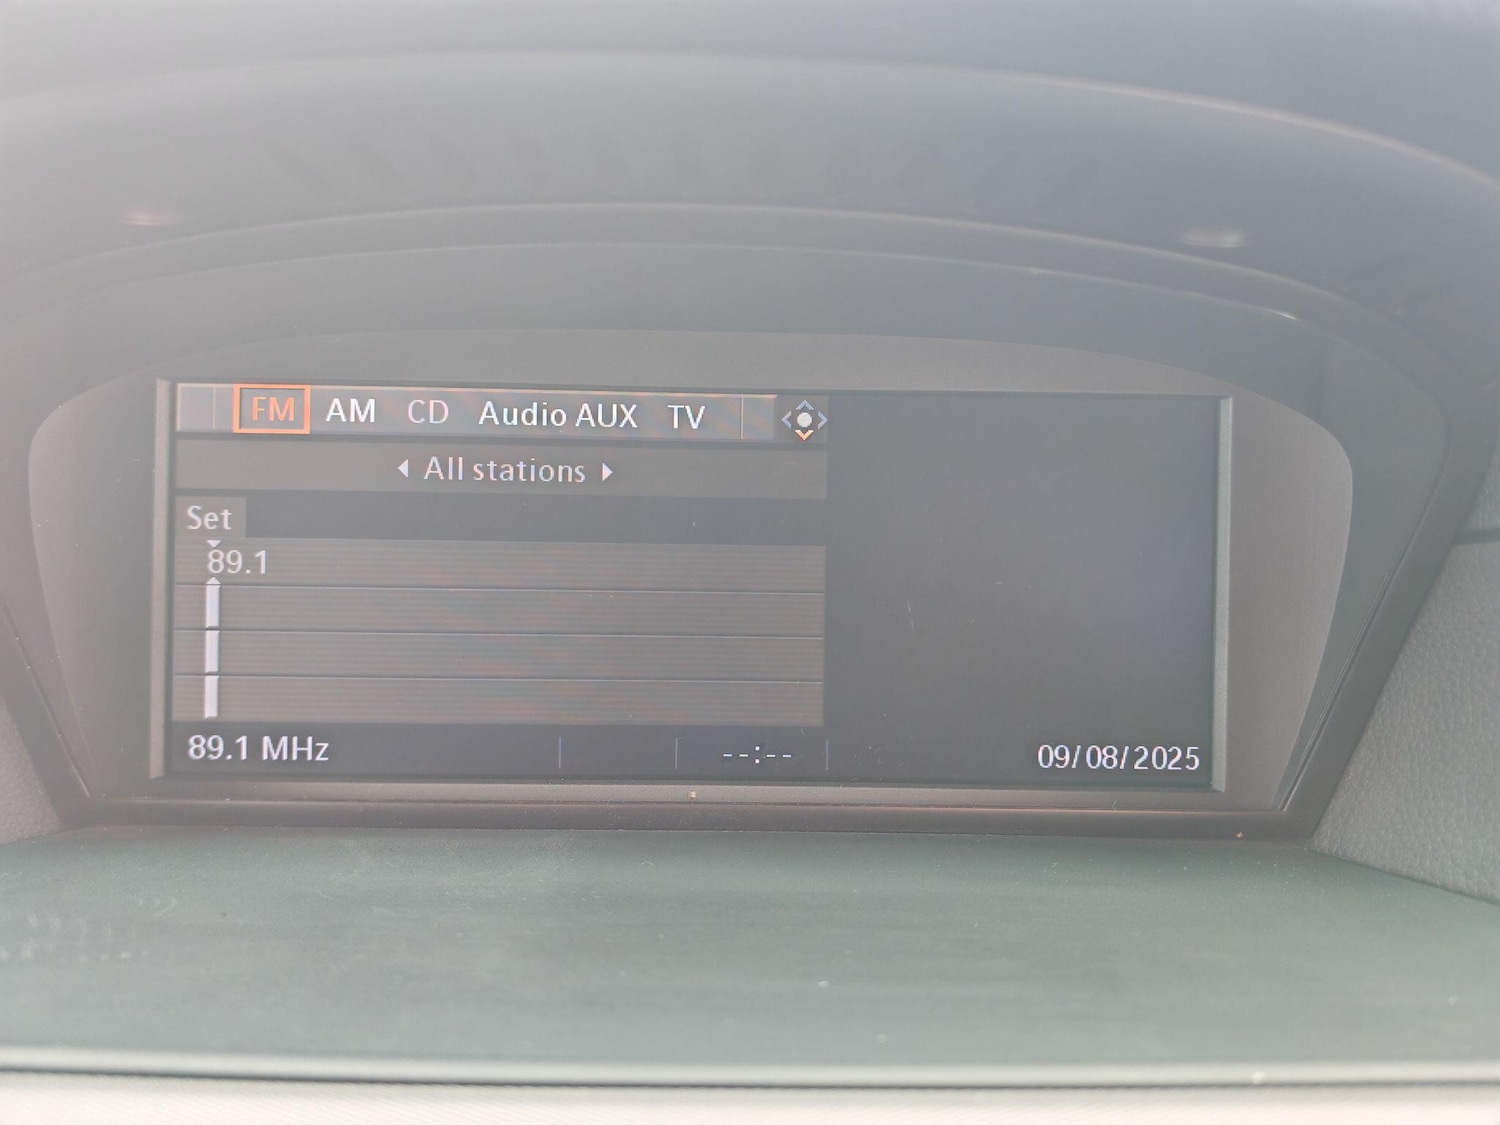 FM AM CD Audio AUX TV
All stations
Set
89.1
89.1 MHz --:-- 09/08/2025